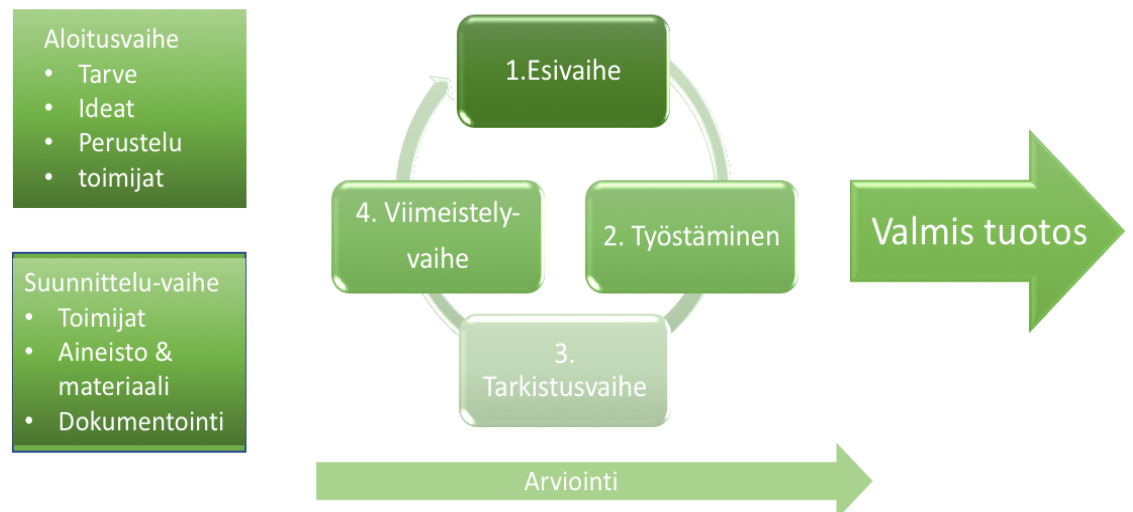 Aloitusvaihe
• Tarve
• Ideat
• Perustelu
• toimijat
Suunnittelu-vaihe
• Toimijat
• Aineisto &
materiaali
• Dokumentointi
1.Esivaihe
2. Työstäminen
3.
Tarkistusvaihe
4. Viimeistely-
vaihe
Valmis tuotos
Arviointi